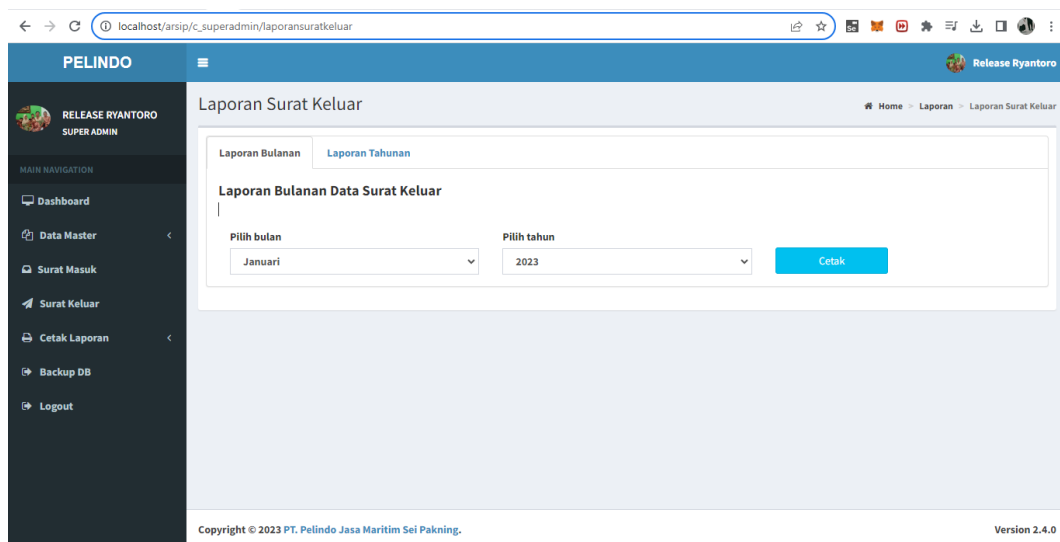 localhost/arsip/c_superadmin/laporansuratkeluar
PELINDO
Release Ryantoro
RELEASE RYANTORO
SUPER ADMIN
Laporan Surat Keluar
Home > Laporan > Laporan Surat Keluar
MAIN NAVIGATION
Dashboard
Data Master
Surat Masuk
Surat Keluar
Cetak Laporan
Backup DB
Logout
Laporan Bulanan
Laporan Tahunan
Laporan Bulanan Data Surat Keluar
Pilih bulan
Pilih tahun
Januari
2023
Cetak
Copyright © 2023 PT. Pelindo Jasa Maritim Sei Pakning.
Version 2.4.0